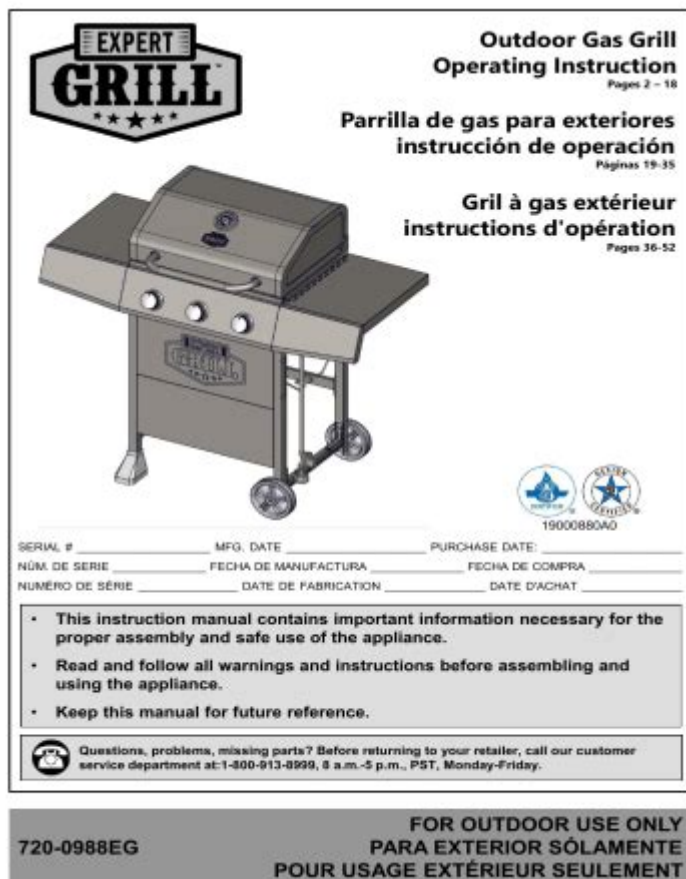 EXPERT
GRILL™
Outdoor Gas Grill
Operating Instruction
Pages 2 – 18
Parrilla de gas para exteriores
instrucción de operación
Páginas 19-35
Gril à gas extérieur
instructions d'opération
Pages 36-52
EXPERT
GRILL
19000880A0
SERIAL # MFG. DATE PURCHASE DATE:
NÚM. DE SERIE FECHA DE MANUFACTURA FECHA DE COMPRA
NUMÉRO DE SÉRIE DATE DE FABRICATION DATE D'ACHAT
• This instruction manual contains important information necessary for the
proper assembly and safe use of the appliance.
• Read and follow all warnings and instructions before assembling and
using the appliance.
• Keep this manual for future reference.
Questions, problems, missing parts? Before returning to your retailer, call our customer
service department at:1-800-913-8999, 8 a.m.-5 p.m., PST, Monday-Friday.
720-0988EG
FOR OUTDOOR USE ONLY
PARA EXTERIOR SÓLAMENTE
POUR USAGE EXTÉRIEUR SEULEMENT